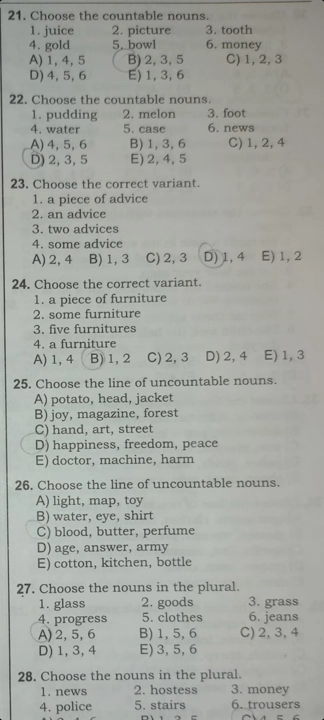 21. Choose the countable nouns.
1. juice 2. picture 3. tooth
4. gold 5. bowl 6. money
A) 1, 4, 5 B) 2, 3, 5 C) 1, 2, 3
D) 4, 5, 6 E) 1, 3, 6
22. Choose the countable nouns.
1. pudding 2. melon 3. foot
4. water 5. case 6. news
A) 4, 5, 6 B) 1, 3, 6 C) 1, 2, 4
D) 2, 3, 5 E) 2, 4, 5
23. Choose the correct variant.
1. a piece of advice
2. an advice
3. two advices
4. some advice
A) 2, 4 B) 1, 3 C) 2, 3 D) 1, 4 E) 1, 2
24. Choose the correct variant.
1. a piece of furniture
2. some furniture
3. five furnitures
4. a furniture
A) 1, 4 B) 1, 2 C) 2, 3 D) 2, 4 E) 1, 3
25. Choose the line of uncountable nouns.
A) potato, head, jacket
B) joy, magazine, forest
C) hand, art, street
D) happiness, freedom, peace
E) doctor, machine, harm
26. Choose the line of uncountable nouns.
A) light, map, toy
B) water, eye, shirt
C) blood, butter, perfume
D) age, answer, army
E) cotton, kitchen, bottle
27. Choose the nouns in the plural.
1. glass 2. goods 3. grass
4. progress 5. clothes 6. jeans
A) 2, 5, 6 B) 1, 5, 6 C) 2, 3, 4
D) 1, 3, 4 E) 3, 5, 6
28. Choose the nouns in the plural.
1. news 2. hostess 3. money
4. police 5. stairs 6. trousers